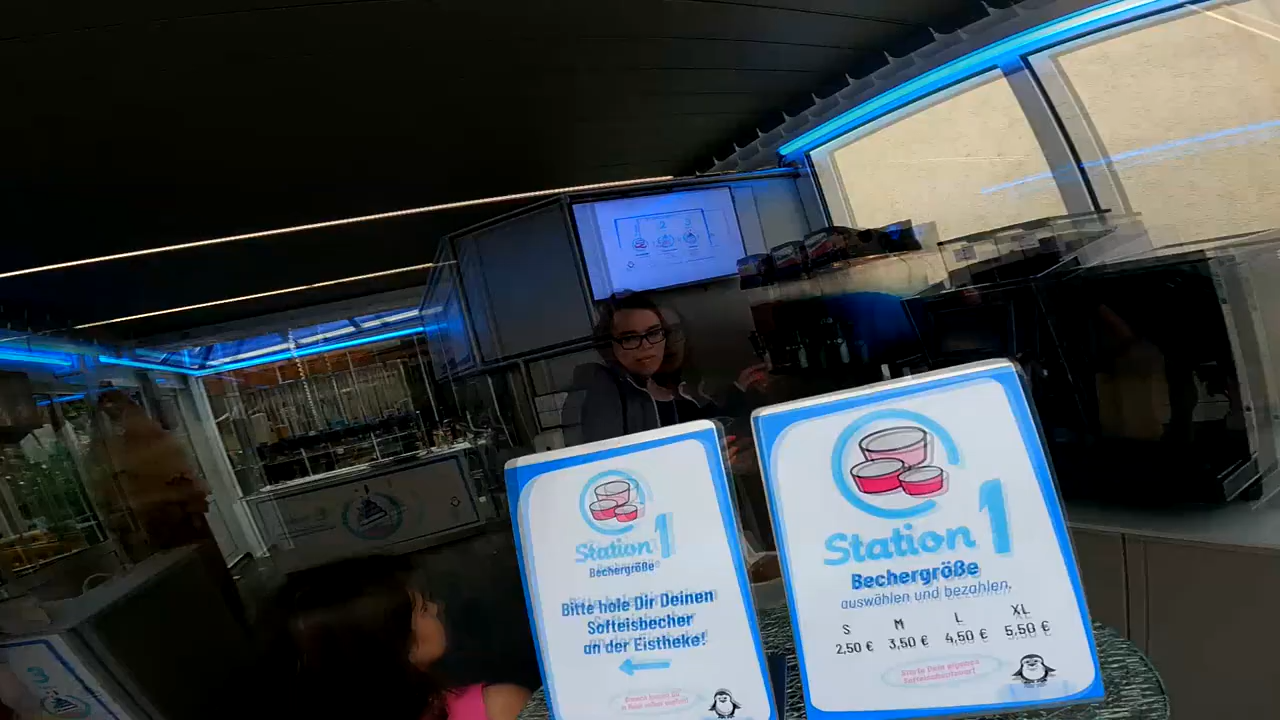 Station 1
Bechergröße
Bitte hole Dir Deinen
Softeisbecher
an der Eistheke!
Station 1
Bechergröße
auswählen und bezahlen.
S M L XL
2,50 € 3,50 € 4,50 € 5,50 €